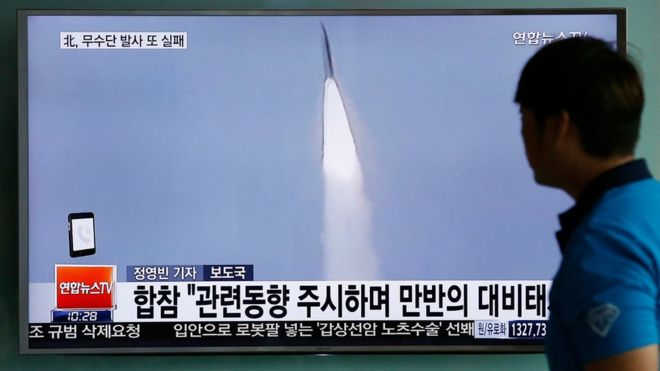 北, 무수단 발사 또 실패
연합뉴스TV
정영빈 기자 보도국
연합뉴스TV
합참 "관련동향 주시하며 만반의 대비태
10:28
조 규범 삭제요청 입안으로 로봇팔 넣는 '갑상선암 노츠수술' 선봬 원/유로화 1327.73